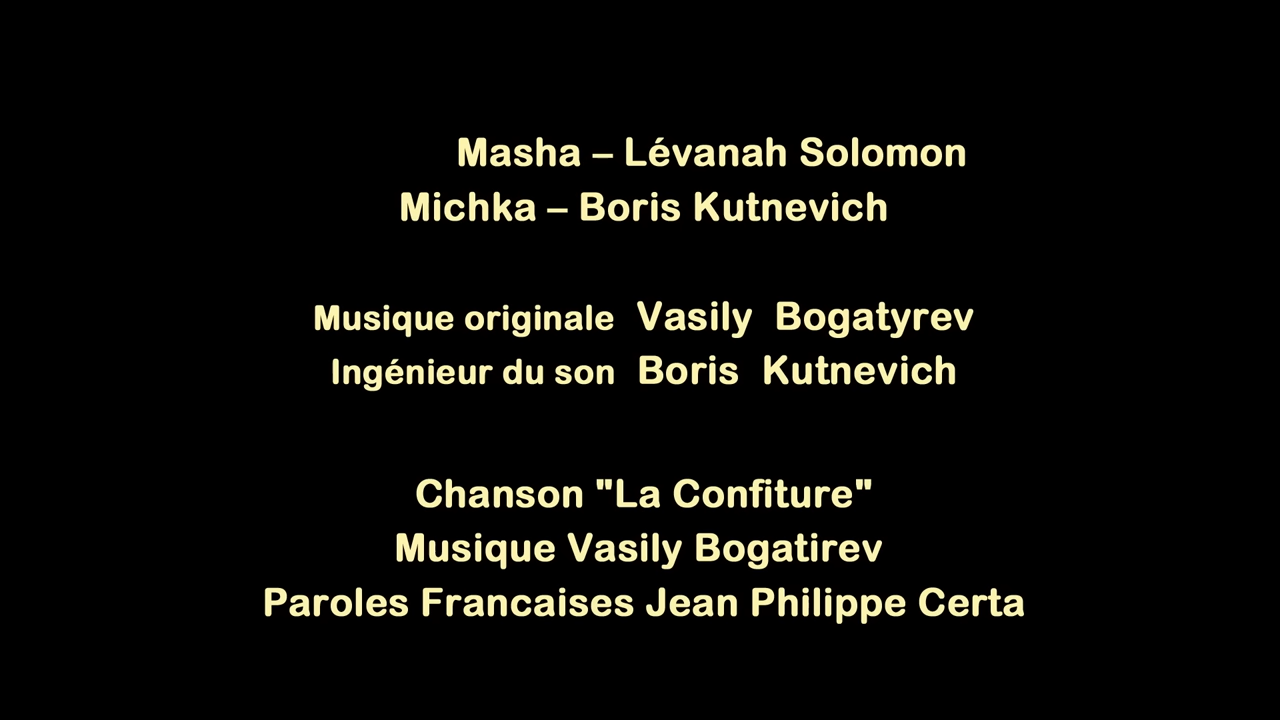 Masha – Lévanah Solomon
Michka – Boris Kutnevich
Musique originale Vasily Bogatyrev
Ingénieur du son Boris Kutnevich
Chanson "La Confiture"
Musique Vasily Bogatirev
Paroles Francaises Jean Philippe Certa